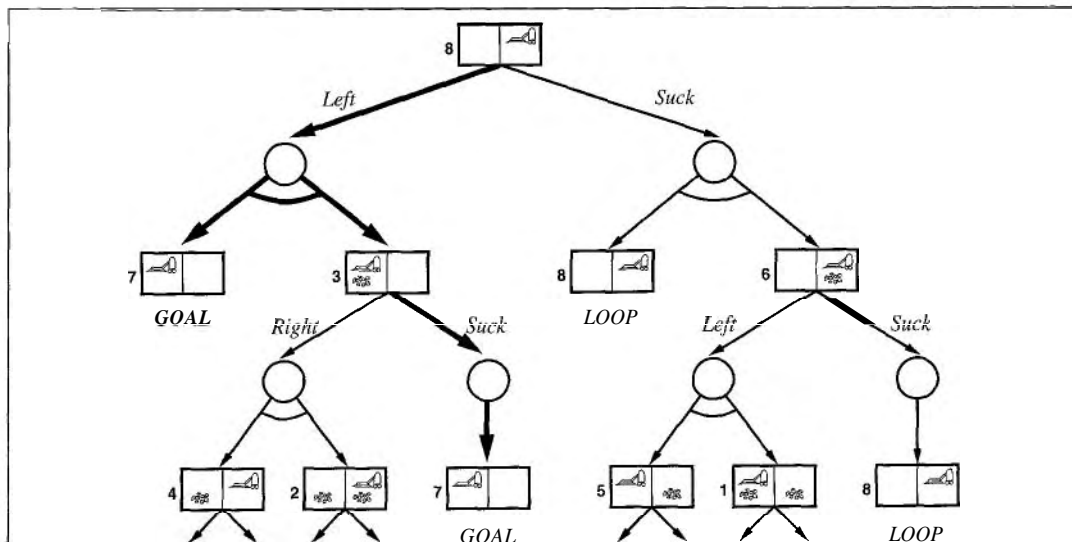 8
Left Suck
7 3 8 6
GOAL LOOP
Right Suck Left Suck
4 2 7 5 1 8
GOAL LOOP